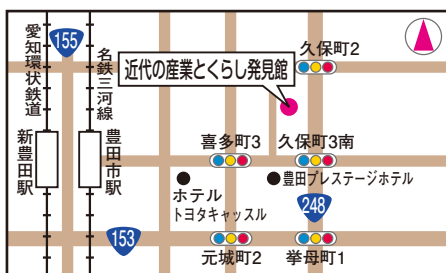 愛知環状鉄道
155
名鉄三河線
近代の産業とくらし発見館
久保町2
新豊田駅
豊田市駅
喜多町3
久保町3南
ホテル
トヨタキャッスル
豊田プレステージホテル
248
153
元城町2
挙母町1